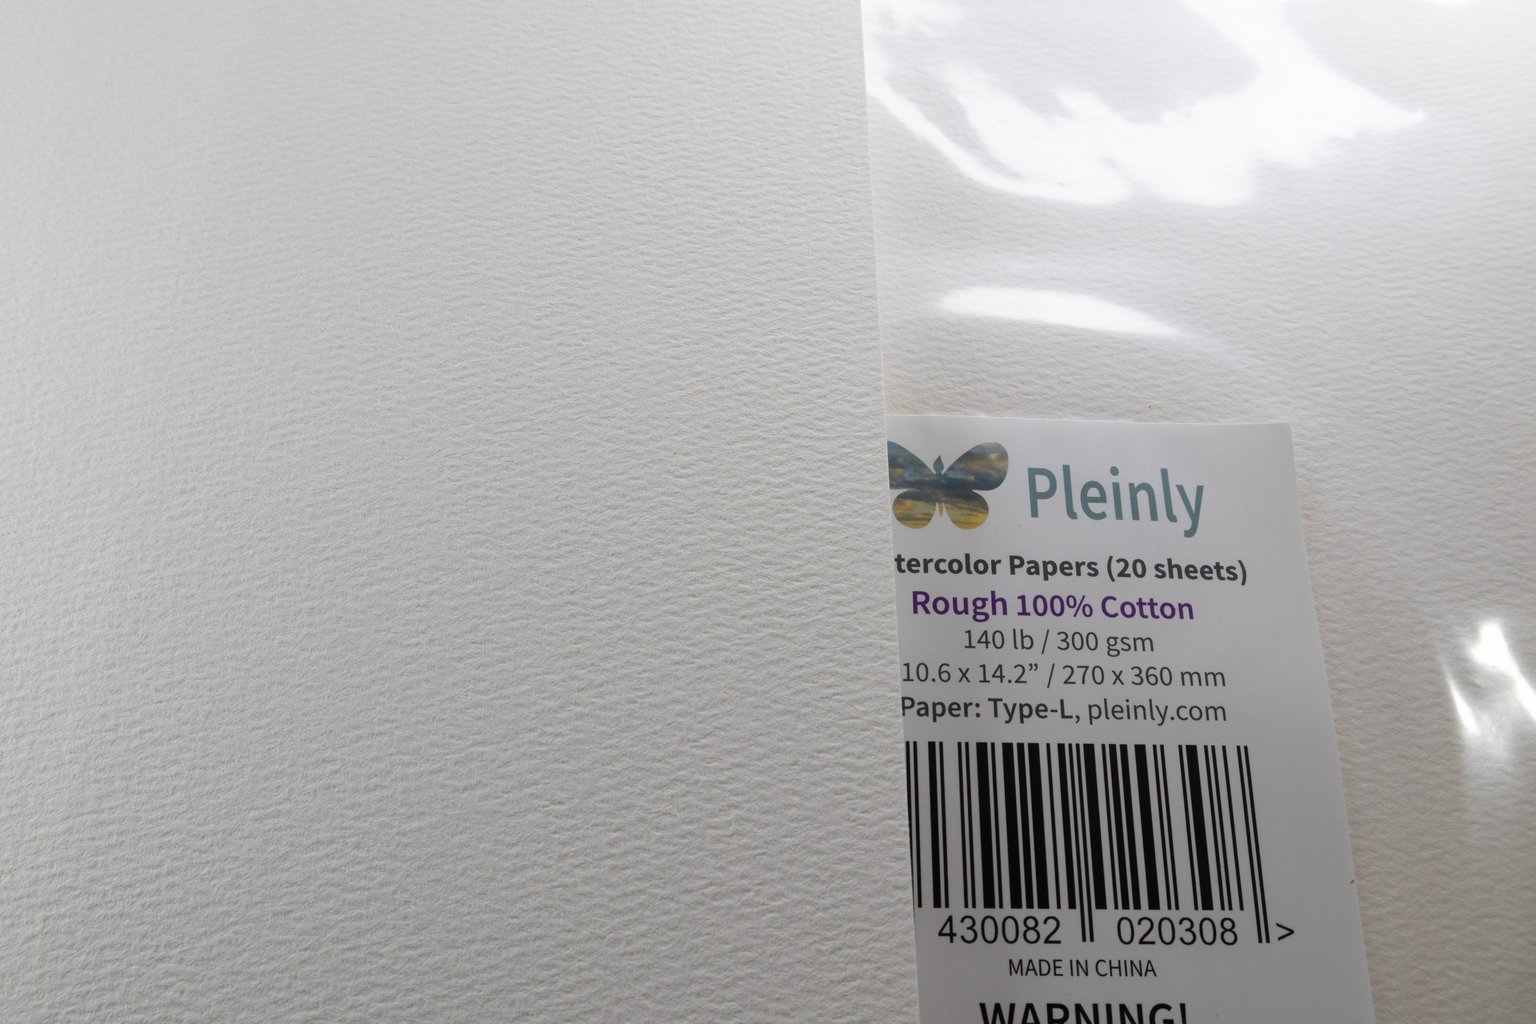 Pleinly
tercolor Papers (20 sheets)
Rough 100% Cotton
140 lb / 300 gsm
10.6 x 14.2” / 270 x 360 mm
Paper: Type-L, pleinly.com
430082 020308 >
MADE IN CHINA
WARNING!